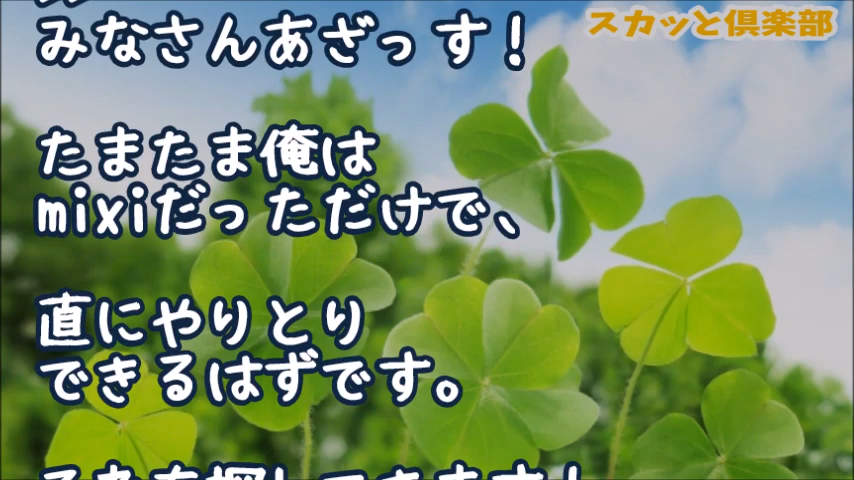 スカッと倶楽部
みなさんあざっす！
たまたま俺は
mixiだっただけで、
直にやりとり
できるはずです。